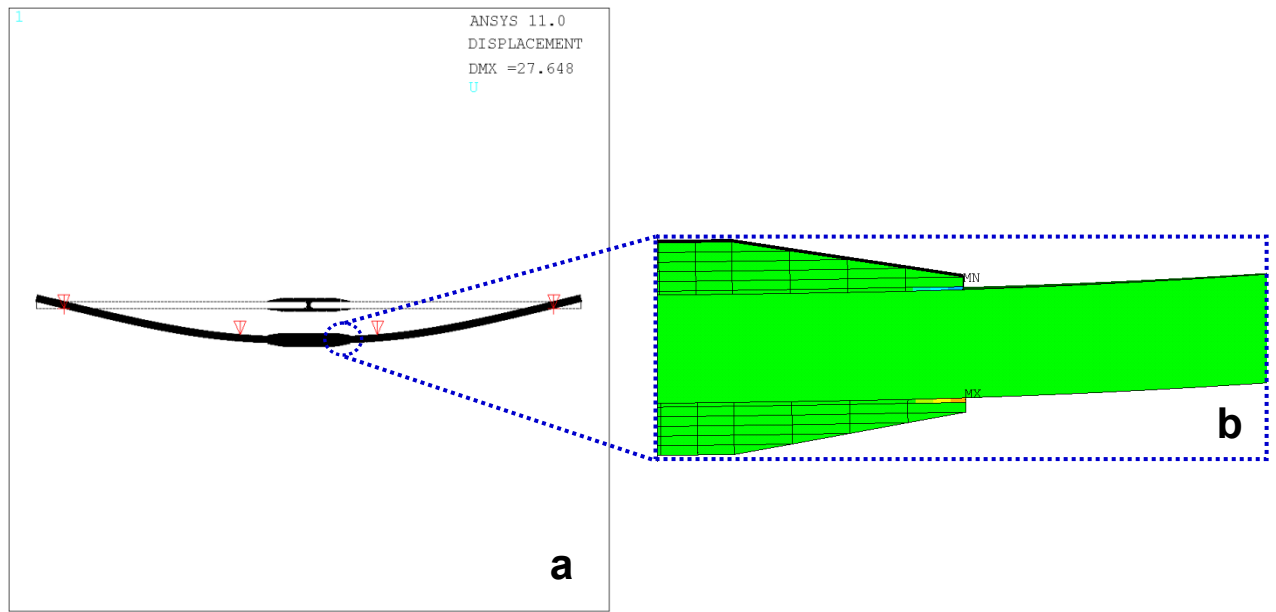 1
ANSYS 11.0
DISPLACEMENT
DMX =27.648
U
MN
MX
b
a